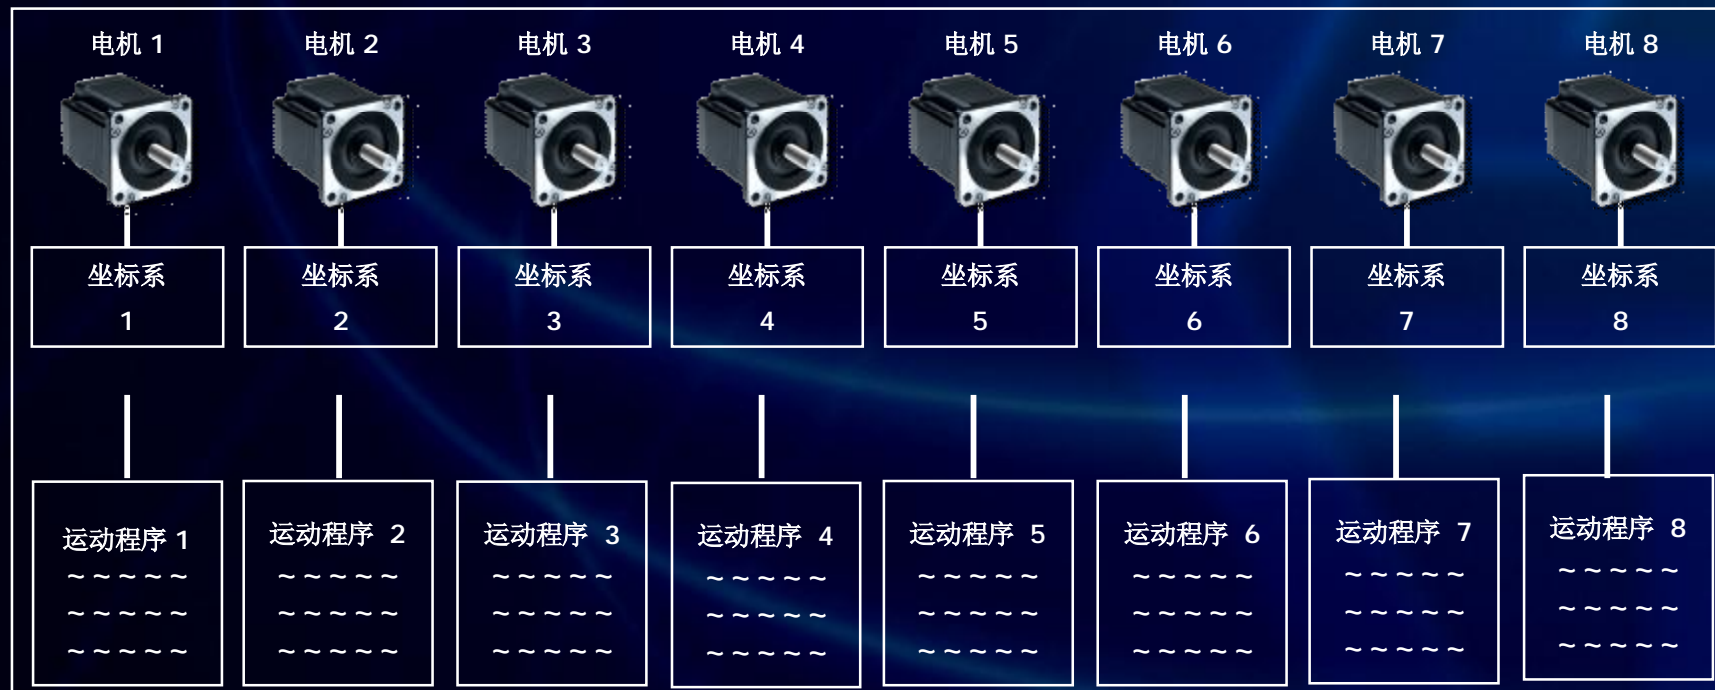 电机 1 电机 2 电机 3 电机 4 电机 5 电机 6 电机 7 电机 8
坐标系 坐标系 坐标系 坐标系 坐标系 坐标系 坐标系 坐标系
1 2 3 4 5 6 7 8
运动程序 1 运动程序 2 运动程序 3 运动程序 4 运动程序 5 运动程序 6 运动程序 7 运动程序 8
~ ~ ~ ~ ~ ~ ~ ~ ~ ~ ~ ~ ~ ~ ~ ~ ~ ~ ~ ~ ~ ~ ~ ~ ~ ~ ~ ~ ~ ~ ~ ~ ~ ~ ~ ~ ~ ~ ~ ~
~ ~ ~ ~ ~ ~ ~ ~ ~ ~ ~ ~ ~ ~ ~ ~ ~ ~ ~ ~ ~ ~ ~ ~ ~ ~ ~ ~ ~ ~ ~ ~ ~ ~ ~ ~ ~ ~ ~ ~
~ ~ ~ ~ ~ ~ ~ ~ ~ ~ ~ ~ ~ ~ ~ ~ ~ ~ ~ ~ ~ ~ ~ ~ ~ ~ ~ ~ ~ ~ ~ ~ ~ ~ ~ ~ ~ ~ ~ ~